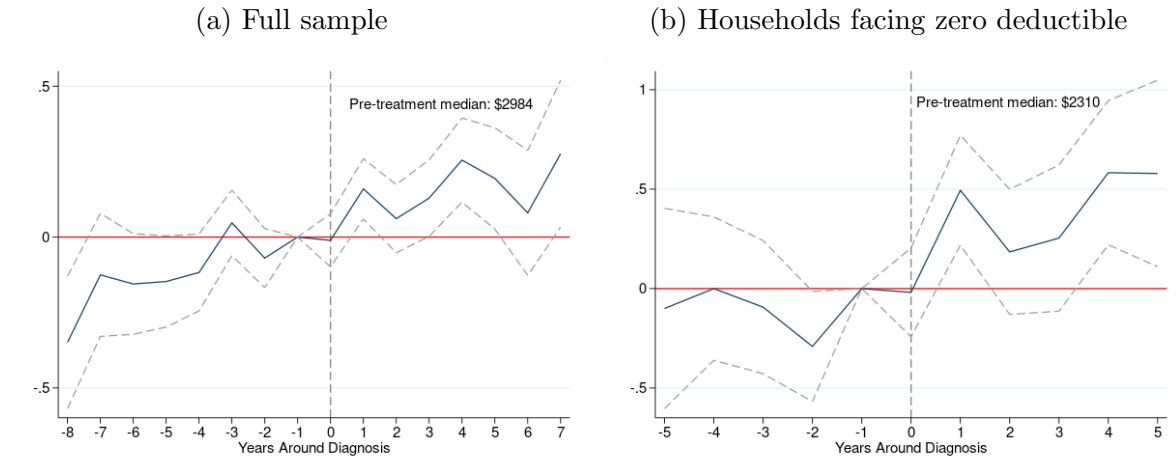 (a) Full sample
.5
0
-.5
Pre-treatment median: $2984
-8 -7 -6 -5 -4 -3 -2 -1 0 1 2 3 4 5 6 7
Years Around Diagnosis
(b) Households facing zero deductible
1
.5
0
-.5
Pre-treatment median: $2310
-5 -4 -3 -2 -1 0 1 2 3 4 5
Years Around Diagnosis